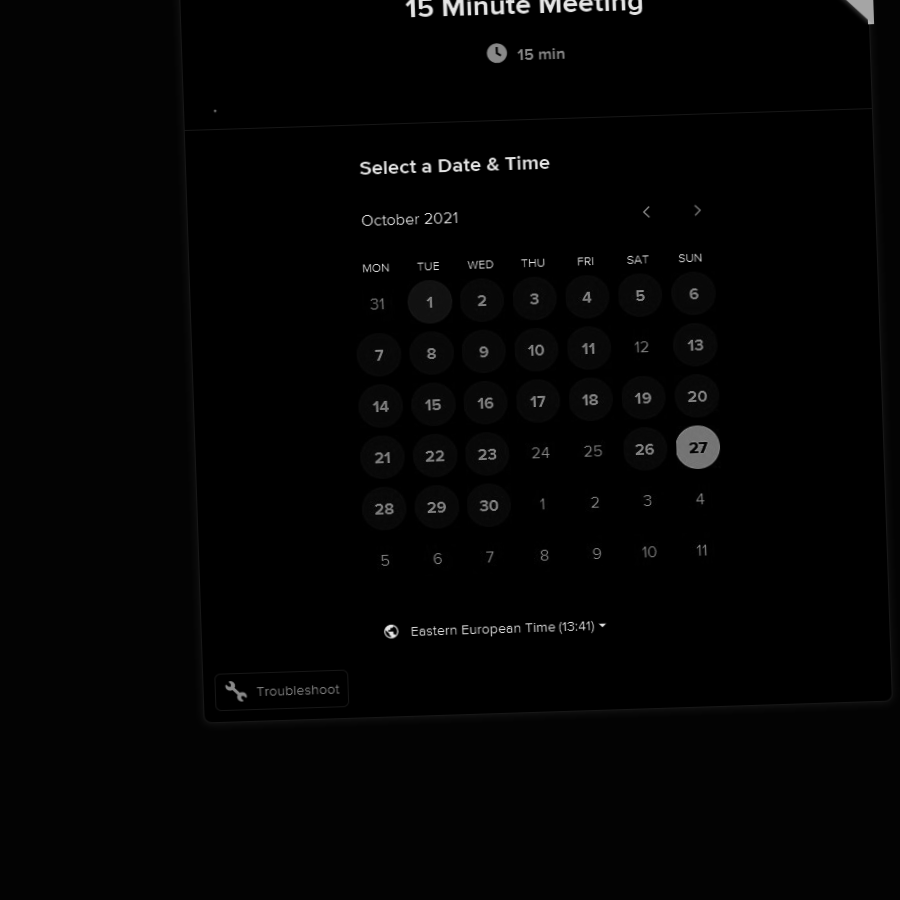 15 Minute Meeting
15 min
Select a Date & Time
October 2021
MON TUE WED THU FRI SAT SUN
31 1 2 3 4 5 6
7 8 9 10 11 12 13
14 15 16 17 18 19 20
21 22 23 24 25 26 27
28 29 30 1 2 3 4
5 6 7 8 9 10 11
Eastern European Time (13:41)
Troubleshoot